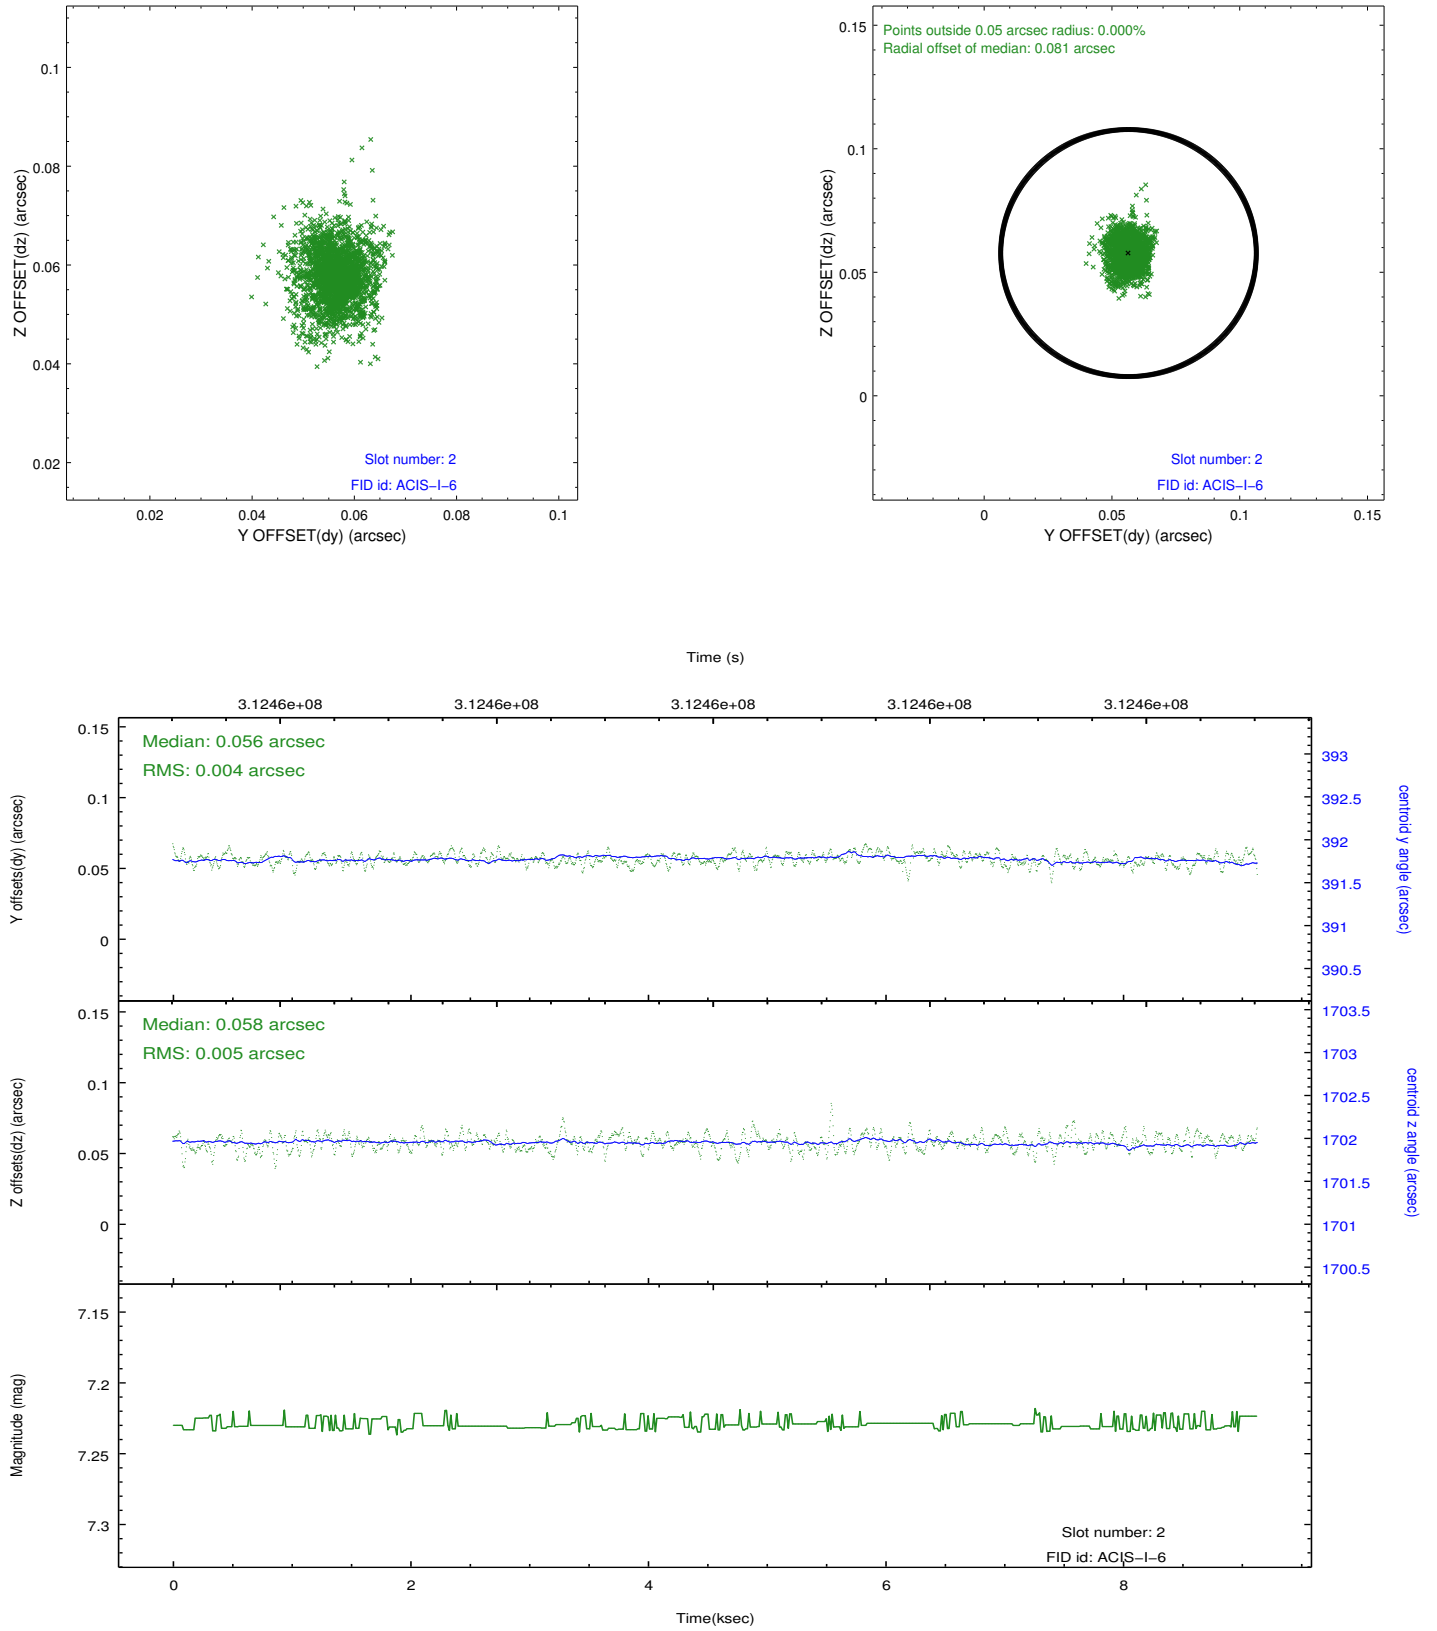 0.1
0.08
0.06
0.04
0.02
Z OFFSET(dz) (arcsec)
Slot number: 2
FID id: ACIS−I−6
0.02 0.04 0.06 0.08 0.1
Y OFFSET(dy) (arcsec)
Points outside 0.05 arcsec radius: 0.000%
Radial offset of median: 0.081 arcsec
0.15
0.1
0.05
0
Z OFFSET(dz) (arcsec)
Slot number: 2
FID id: ACIS−I−6
0 0.05 0.1 0.15
Y OFFSET(dy) (arcsec)
Time (s)
3.1246e+08 3.1246e+08 3.1246e+08 3.1246e+08 3.1246e+08
Median: 0.056 arcsec
RMS: 0.004 arcsec
0.15
0.1
0.05
0
Y offsets(dy) (arcsec)
393
392.5
392
391.5
391
390.5
centroid y angle (arcsec)
Median: 0.058 arcsec
RMS: 0.005 arcsec
0.15
0.1
0.05
0
Z offsets(dz) (arcsec)
1703.5
1703
1702.5
1702
1701.5
1701
1700.5
centroid z angle (arcsec)
7.15
7.2
7.25
7.3
Magnitude (mag)
Slot number: 2
FID id: ACIS−I−6
0 2 4 6 8
Time(ksec)